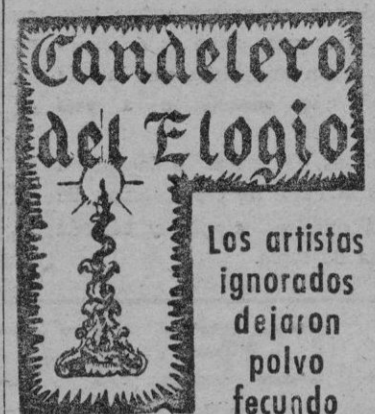 Candelero
del Elogio
Los artistas
ignorados
dejaron
polvo
fecundo